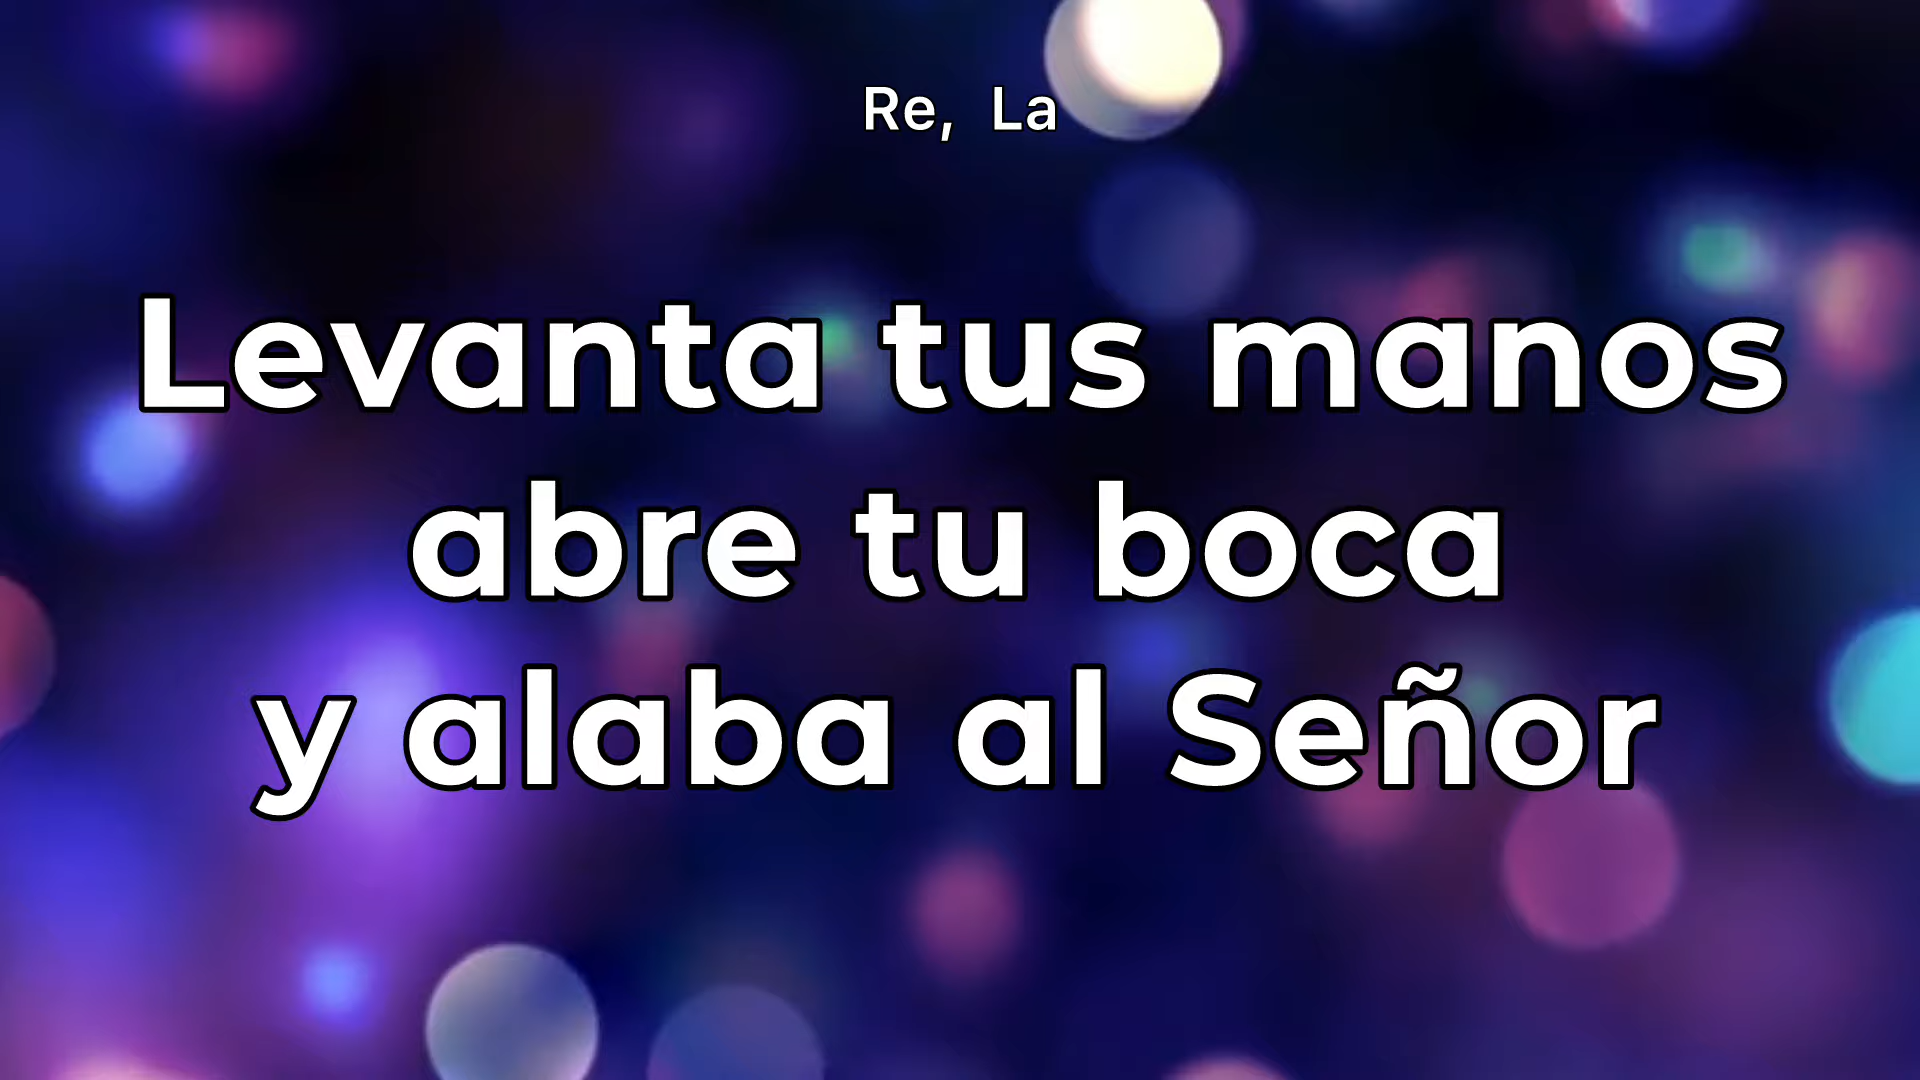 Re, La
Levanta tus manos
abre tu boca
y alaba al Señor